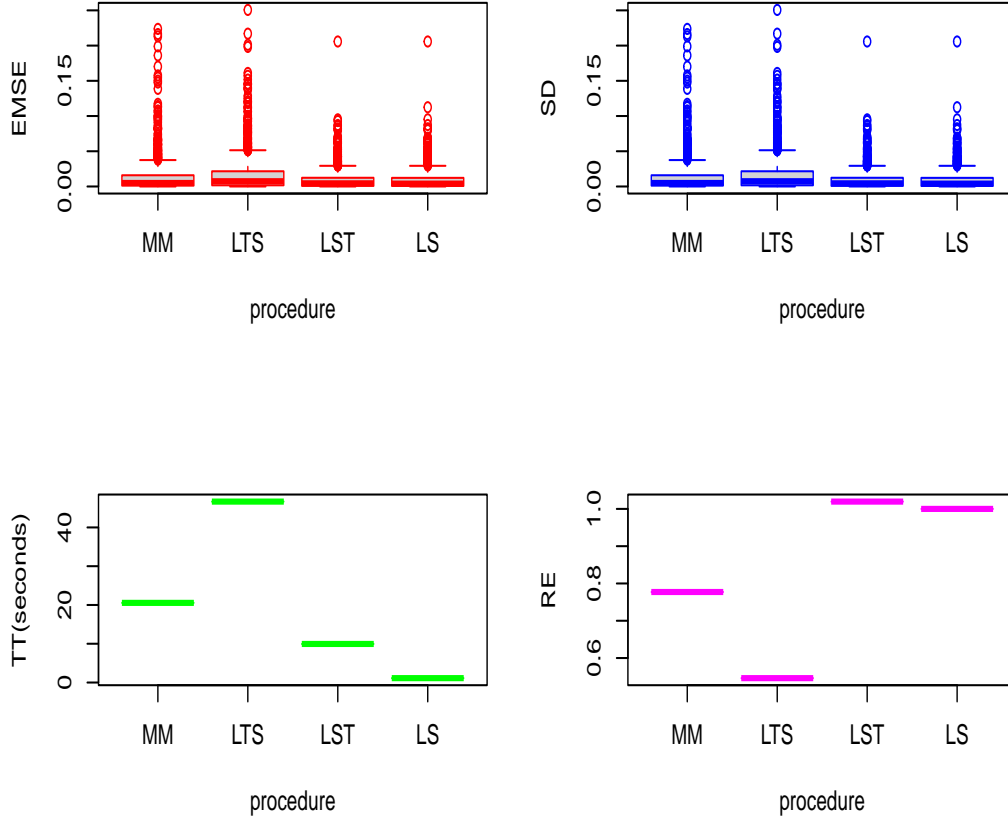 EMSE
0.15
0.00
MM LTS LST LS
procedure
SD
0.15
0.00
MM LTS LST LS
procedure
TT(seconds)
40
20
0
MM LTS LST LS
procedure
RE
1.0
0.8
0.6
MM LTS LST LS
procedure